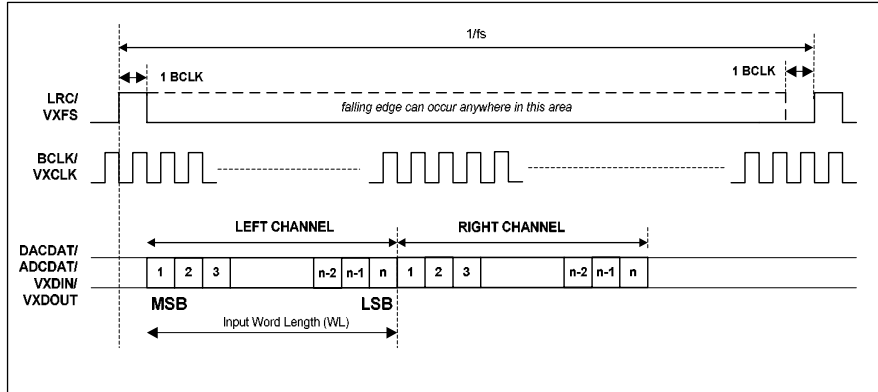 1/fs
1 BCLK
1 BCLK
LRC/
VXFS
falling edge can occur anywhere in this area
BCLK/
VXCLK
LEFT CHANNEL
RIGHT CHANNEL
DACDAT/
ADCDAT/
VXDIN/
VXDOUT
1 2 3 n-2 n-1 n 1 2 3 n-2 n-1 n
MSB LSB
Input Word Length (WL)